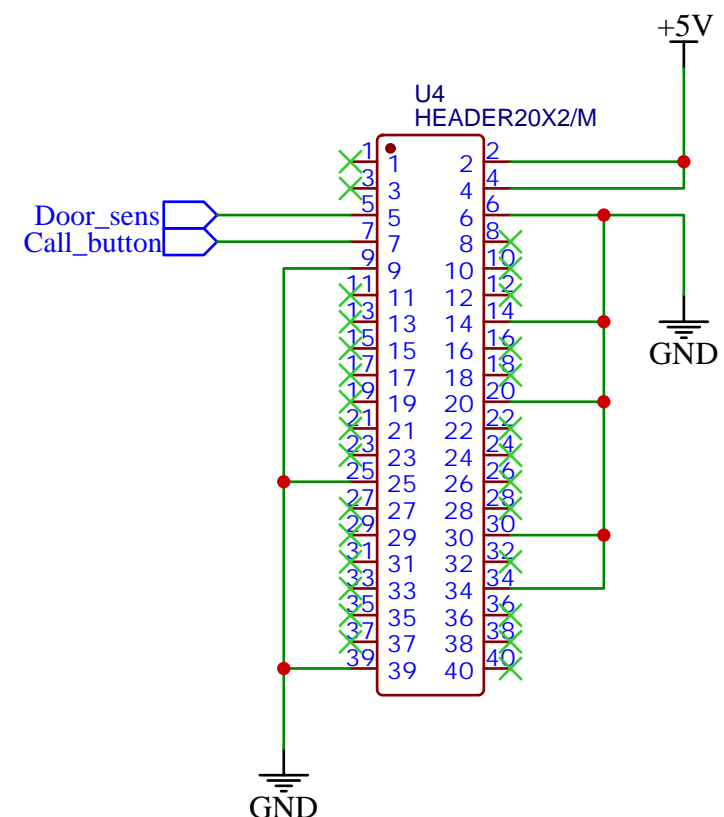 +5V
U4
HEADER20X2/M
1 1 2 2
3 3 4 4
Door_sens 5 5 6 6
Call_button 7 7 8 8
9 9 10 10
11 11 12 12
13 13 14 14
15 15 16 16
17 17 18 18
19 19 20 20
21 21 22 22
23 23 24 24
25 25 26 26
27 27 28 28
29 29 30 30
31 31 32 32
33 33 34 34
35 35 36 36
37 37 38 38
39 39 40 40
GND
GND